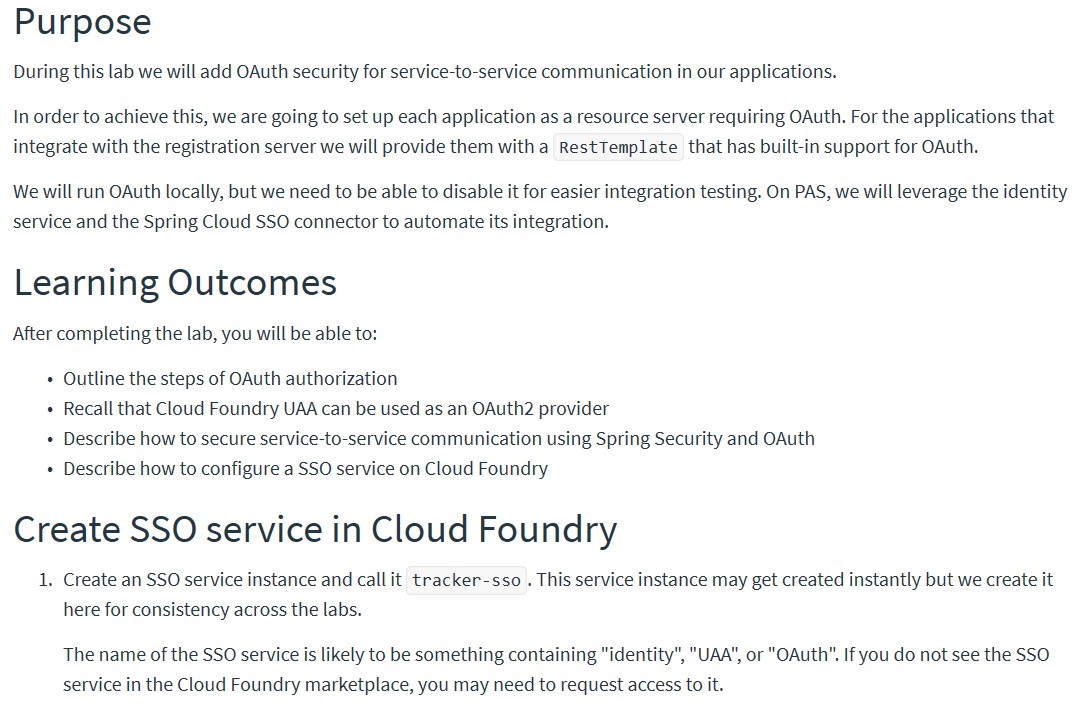 Purpose
During this lab we will add OAuth security for service-to-service communication in our applications.
In order to achieve this, we are going to set up each application as a resource server requiring OAuth. For the applications that
integrate with the registration server we will provide them with a RestTemplate that has built-in support for OAuth.
We will run OAuth locally, but we need to be able to disable it for easier integration testing. On PAS, we will leverage the identity
service and the Spring Cloud SSO connector to automate its integration.
Learning Outcomes
After completing the lab, you will be able to:
• Outline the steps of OAuth authorization
• Recall that Cloud Foundry UAA can be used as an OAuth2 provider
• Describe how to secure service-to-service communication using Spring Security and OAuth
• Describe how to configure a SSO service on Cloud Foundry
Create SSO service in Cloud Foundry
1. Create an SSO service instance and call it tracker-sso. This service instance may get created instantly but we create it
here for consistency across the labs.
The name of the SSO service is likely to be something containing "identity", "UAA", or "OAuth". If you do not see the SSO
service in the Cloud Foundry marketplace, you may need to request access to it.